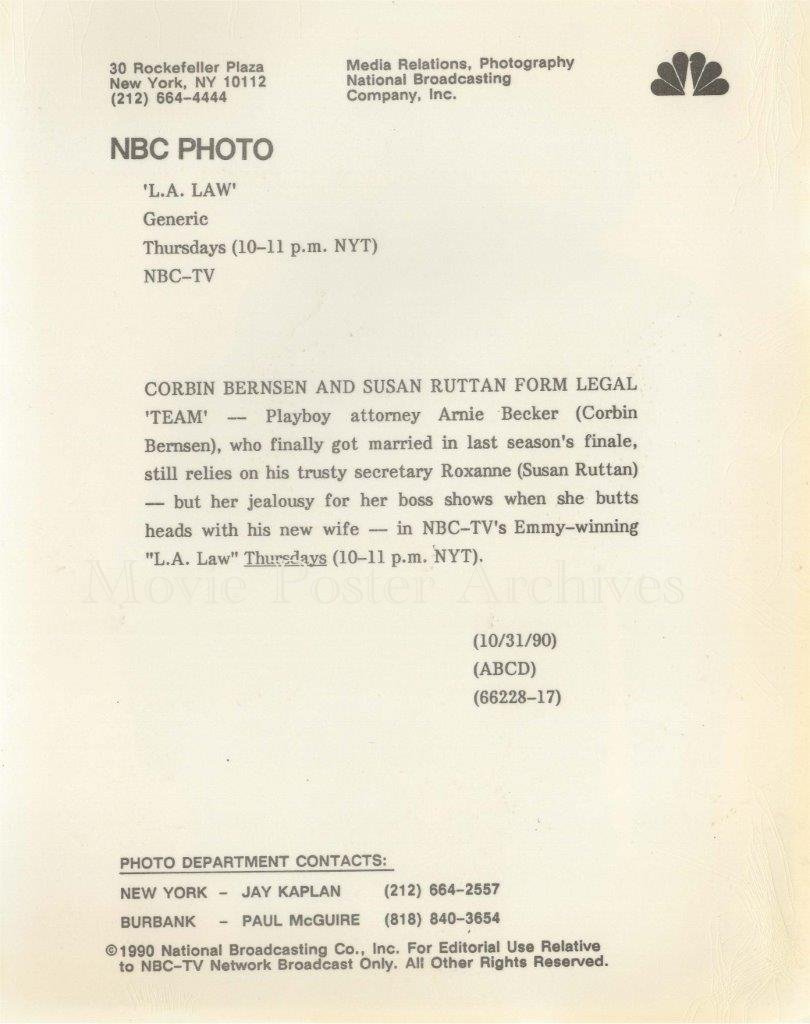 30 Rockefeller Plaza
New York, NY 10112
(212) 664-4444
Media Relations, Photography
National Broadcasting
Company, Inc.
NBC PHOTO
'L.A. LAW'
Generic
Thursdays (10-11 p.m. NYT)
NBC-TV
CORBIN BERNSEN AND SUSAN RUTTAN FORM LEGAL
'TEAM' — Playboy attorney Arnie Becker (Corbin
Bernsen), who finally got married in last season's finale,
still relies on his trusty secretary Roxanne (Susan Ruttan)
— but her jealousy for her boss shows when she butts
heads with his new wife — in NBC-TV's Emmy-winning
"L.A. Law" Thursdays (10-11 p.m. NYT).
Movie Poster Archives
(10/31/90)
(ABCD)
(66228-17)
PHOTO DEPARTMENT CONTACTS:
NEW YORK - JAY KAPLAN (212) 664-2557
BURBANK - PAUL McGUIRE (818) 840-3654
©1990 National Broadcasting Co., Inc. For Editorial Use Relative
to NBC-TV Network Broadcast Only. All Other Rights Reserved.